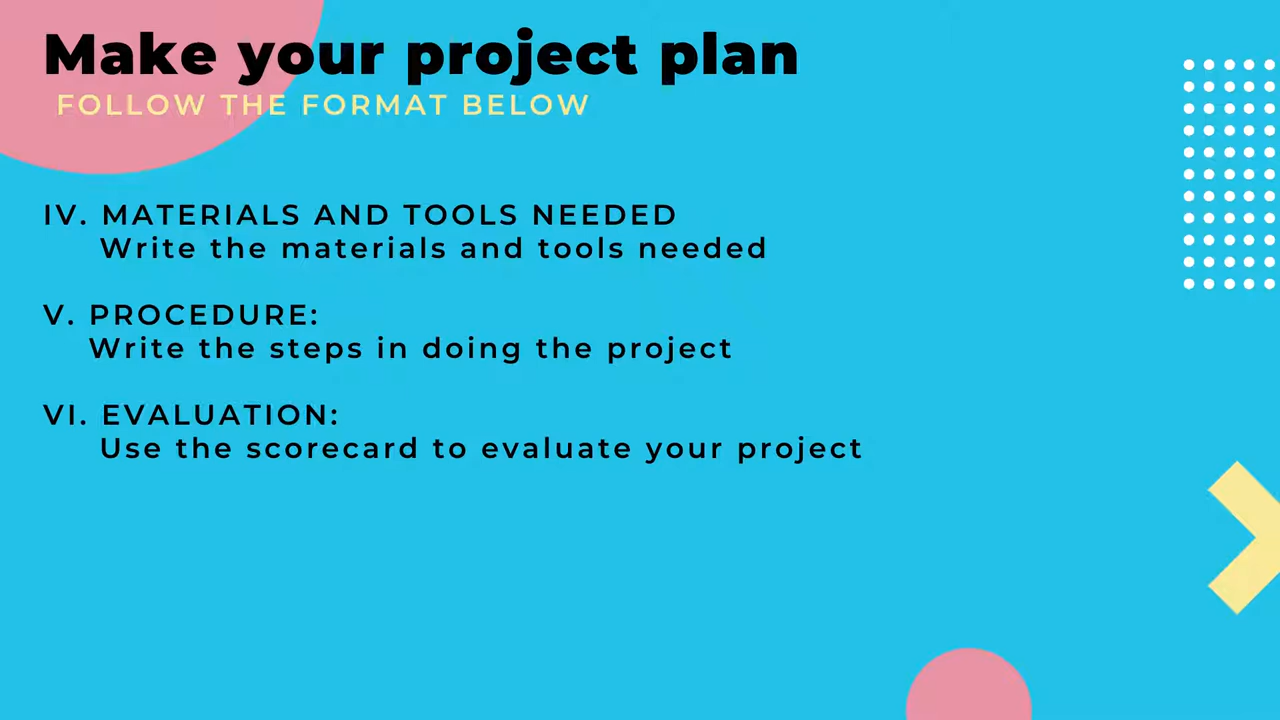 Make your project plan
FOLLOW THE FORMAT BELOW
IV. MATERIALS AND TOOLS NEEDED
Write the materials and tools needed
V. PROCEDURE:
Write the steps in doing the project
VI. EVALUATION:
Use the scorecard to evaluate your project